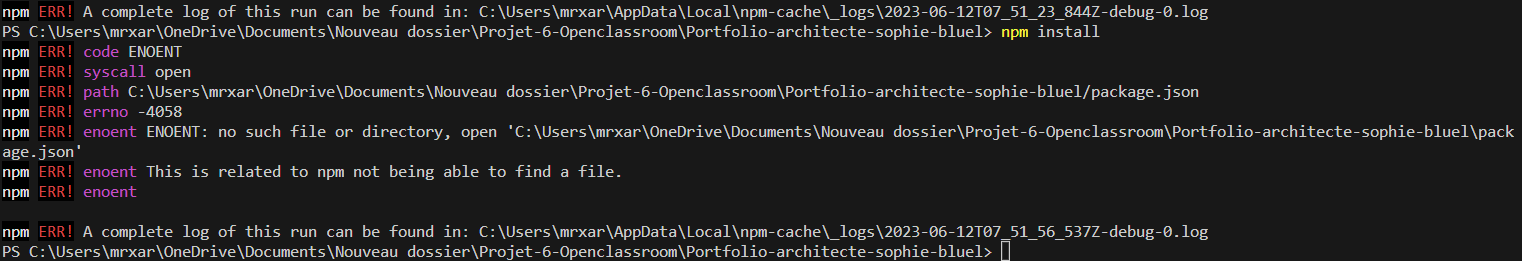 npm ERR! A complete log of this run can be found in: C:\Users\mrxar\AppData\Local\npm-cache\_logs\2023-06-12T07_51_23_844Z-debug-0.log
PS C:\Users\mrxar\OneDrive\Documents\Nouveau dossier\Projet-6-Openclassroom\Portfolio-architecte-sophie-bluel> npm install
npm ERR! code ENOENT
npm ERR! syscall open
npm ERR! path C:\Users\mrxar\OneDrive\Documents\Nouveau dossier\Projet-6-Openclassroom\Portfolio-architecte-sophie-bluel/package.json
npm ERR! errno -4058
npm ERR! enoent ENOENT: no such file or directory, open 'C:\Users\mrxar\OneDrive\Documents\Nouveau dossier\Projet-6-Openclassroom\Portfolio-architecte-sophie-bluel\pack
age.json'
npm ERR! enoent This is related to npm not being able to find a file.
npm ERR! enoent
npm ERR! A complete log of this run can be found in: C:\Users\mrxar\AppData\Local\npm-cache\_logs\2023-06-12T07_51_56_537Z-debug-0.log
PS C:\Users\mrxar\OneDrive\Documents\Nouveau dossier\Projet-6-Openclassroom\Portfolio-architecte-sophie-bluel>